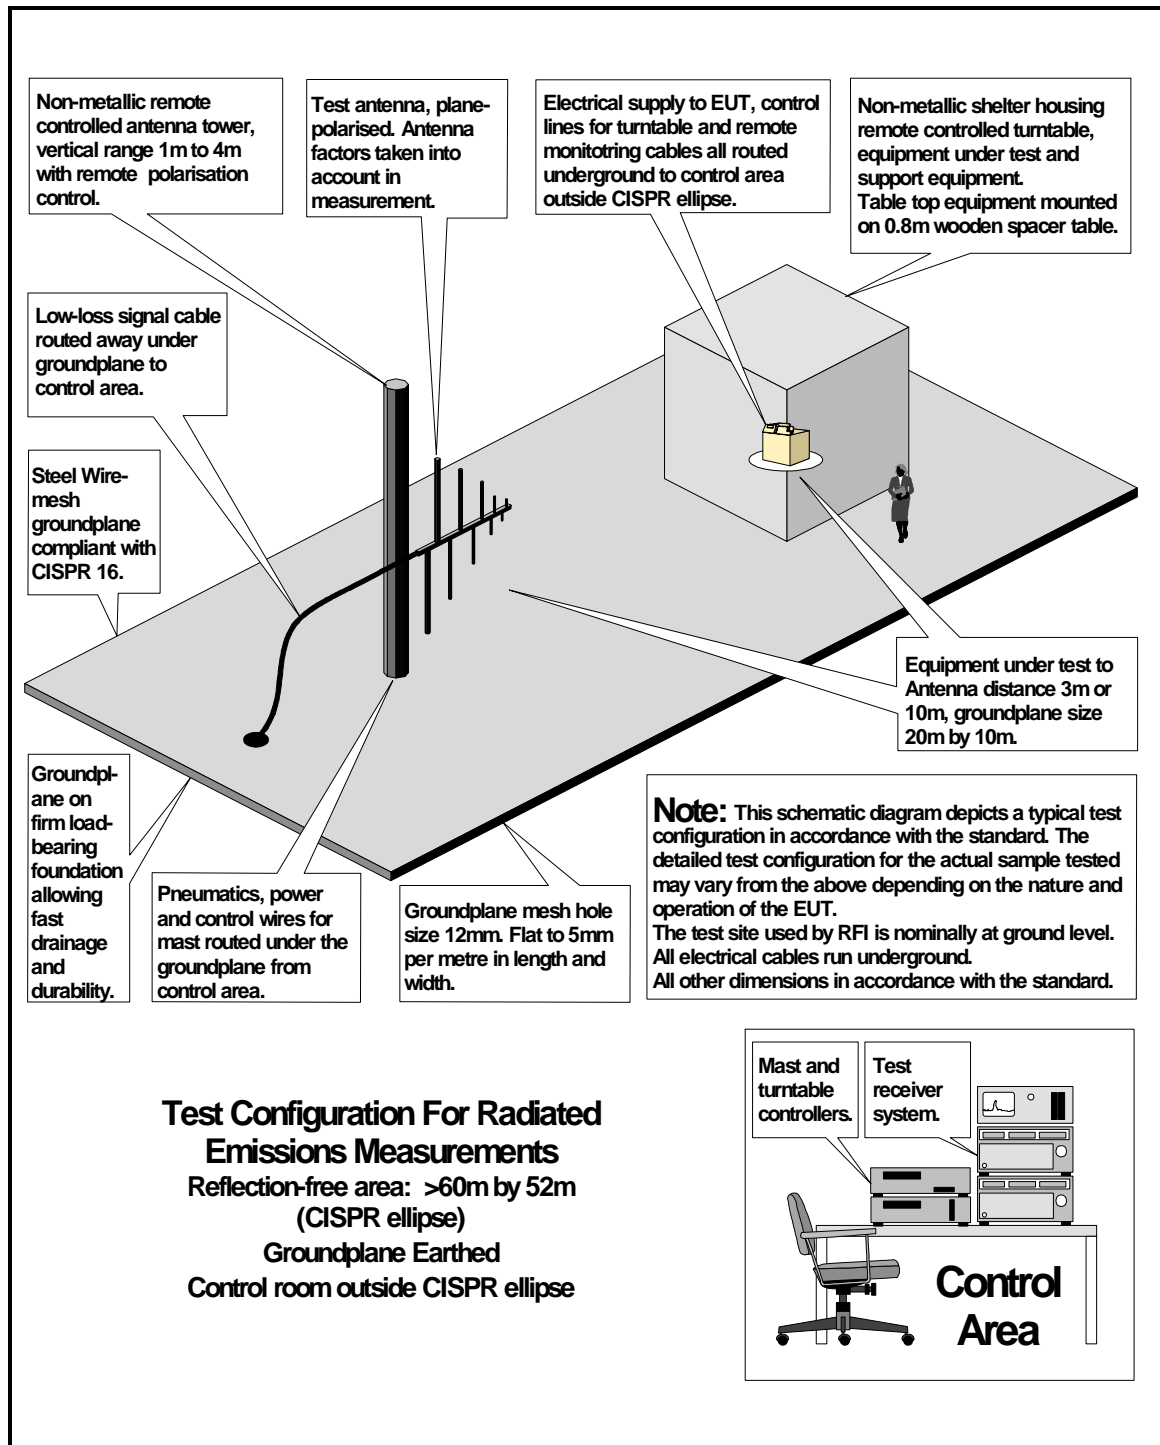 Non-metallic remote
controlled antenna tower,
vertical range 1m to 4m
with remote polarisation
control.
Test antenna, plane-
polarised. Antenna
factors taken into
account in
measurement.
Electrical supply to EUT, control
lines for turntable and remote
monitotring cables all routed
underground to control area
outside CISPR ellipse.
Non-metallic shelter housing
remote controlled turntable,
equipment under test and
support equipment.
Table top equipment mounted
on 0.8m wooden spacer table.
Low-loss signal cable
routed away under
groundplane to
control area.
Steel Wire-
mesh
groundplane
compliant with
CISPR 16.
Equipment under test to
Antenna distance 3m or
10m, groundplane size
20m by 10m.
Groundpl-
ane on
firm load-
bearing
foundation
allowing
fast
drainage
and
durability.
Pneumatics, power
and control wires for
mast routed under the
groundplane from
control area.
Groundplane mesh hole
size 12mm. Flat to 5mm
per metre in length and
width.
Note: This schematic diagram depicts a typical test
configuration in accordance with the standard. The
detailed test configuration for the actual sample tested
may vary from the above depending on the nature and
operation of the EUT.
The test site used by RFI is nominally at ground level.
All electrical cables run underground.
All other dimensions in accordance with the standard.
Test Configuration For Radiated
Emissions Measurements
Reflection-free area: >60m by 52m
(CISPR ellipse)
Groundplane Earthed
Control room outside CISPR ellipse
Mast and
turntable
controllers.
Test
receiver
system.
Control
Area